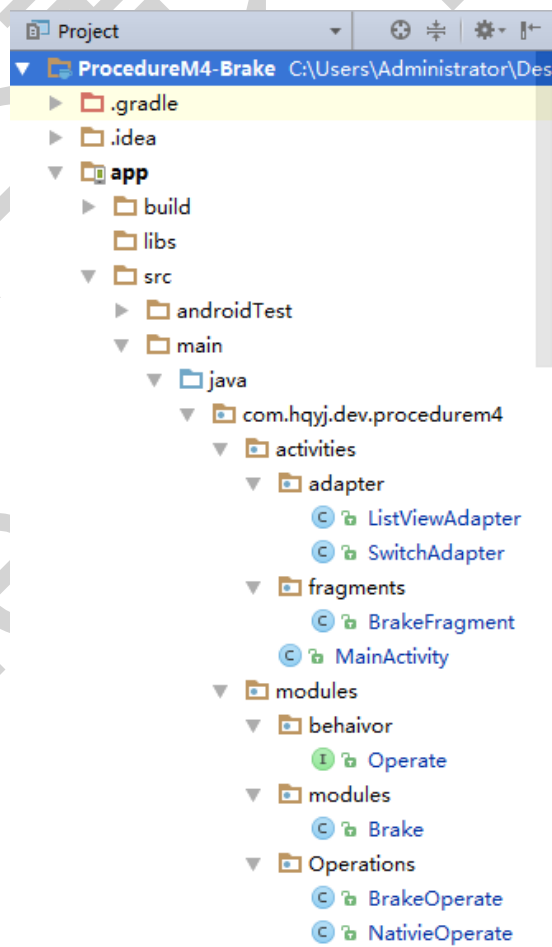 Project
ProcedureM4-Brake C:\Users\Administrator\Des
.gradle
.idea
app
build
libs
src
androidTest
main
java
com.hqyj.dev.procedurem4
activities
adapter
C ListViewAdapter
C SwitchAdapter
fragments
C BrakeFragment
C MainActivity
modules
behaivor
I Operate
modules
C Brake
Operations
C BrakeOperate
C NativieOperate